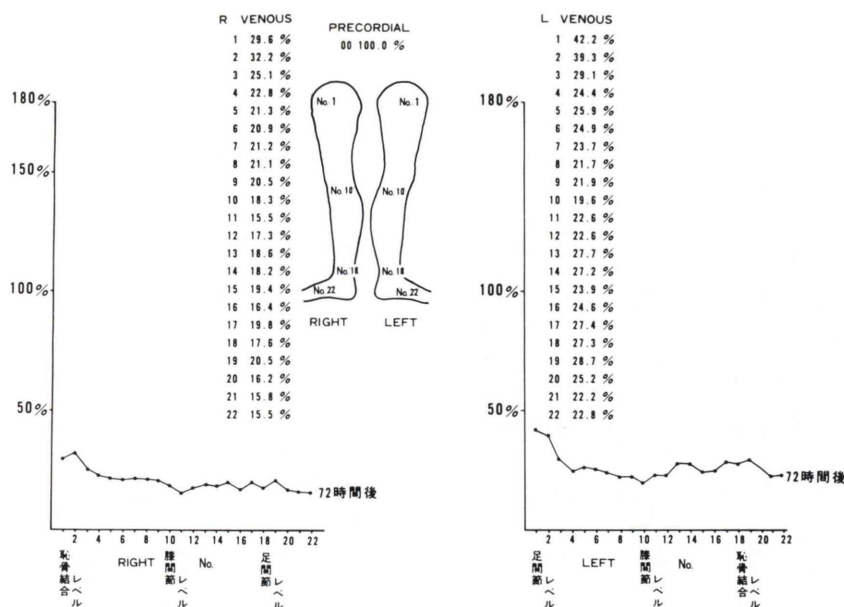 R VENOUS
1 29.6 %
2 32.2 %
3 25.1 %
4 22.8 %
5 21.3 %
6 20.9 %
7 21.2 %
8 21.1 %
9 20.5 %
10 18.3 %
11 15.5 %
12 17.3 %
13 18.6 %
14 18.2 %
15 19.4 %
16 16.4 %
17 19.8 %
18 17.6 %
19 20.5 %
20 16.2 %
21 15.8 %
22 15.5 %
PRECORDIAL
00 100.0 %
No. 1
No. 1
No. 10
No. 10
No. 18
No. 18
No. 22
No. 22
RIGHT LEFT
L VENOUS
1 42.2 %
2 39.3 %
3 29.1 %
4 24.4 %
5 25.9 %
6 24.9 %
7 23.7 %
8 21.7 %
9 21.9 %
10 19.6 %
11 22.6 %
12 22.6 %
13 27.7 %
14 27.2 %
15 23.9 %
16 24.6 %
17 27.4 %
18 27.3 %
19 28.7 %
20 25.2 %
21 22.2 %
22 22.8 %
180%
150%
100%
50%
72時間後
2 4 6 8 10 12 14 16 18 20 22
RIGHT No.
恥骨結合
レベル
膝関節
レベル
足関節
レベル
180%
100%
50%
72時間後
2 4 6 8 10 12 14 16 18 20 22
LEFT No.
足関節
レベル
膝関節
レベル
恥骨結合
レベル